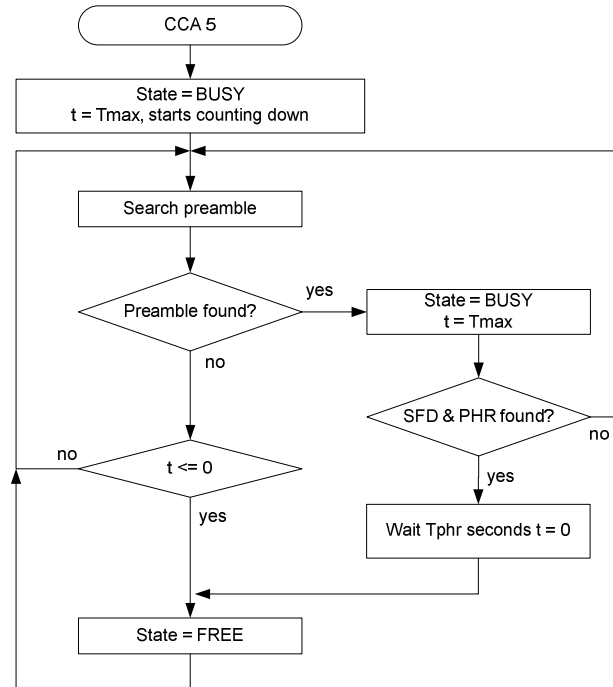 CCA 5
State = BUSY
t = Tmax, starts counting down
Search preamble
Preamble found?
yes
State = BUSY
t = Tmax
no
SFD & PHR found?
no
no
t <= 0
yes
yes
Wait Tphr seconds t = 0
State = FREE